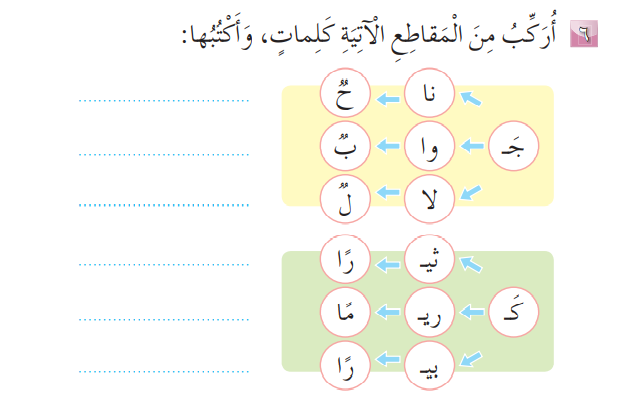 ٦ أُرَكِّبُ مِنَ الْمَقاطِعِ الْآتِيَةِ كَلِماتٍ، وَأَكْتُبُها:
نا حٌ
جَـ وا بٌ
لا لٌ
ثيـ رًا
كَـ ريـ مًا
بيـ رًا